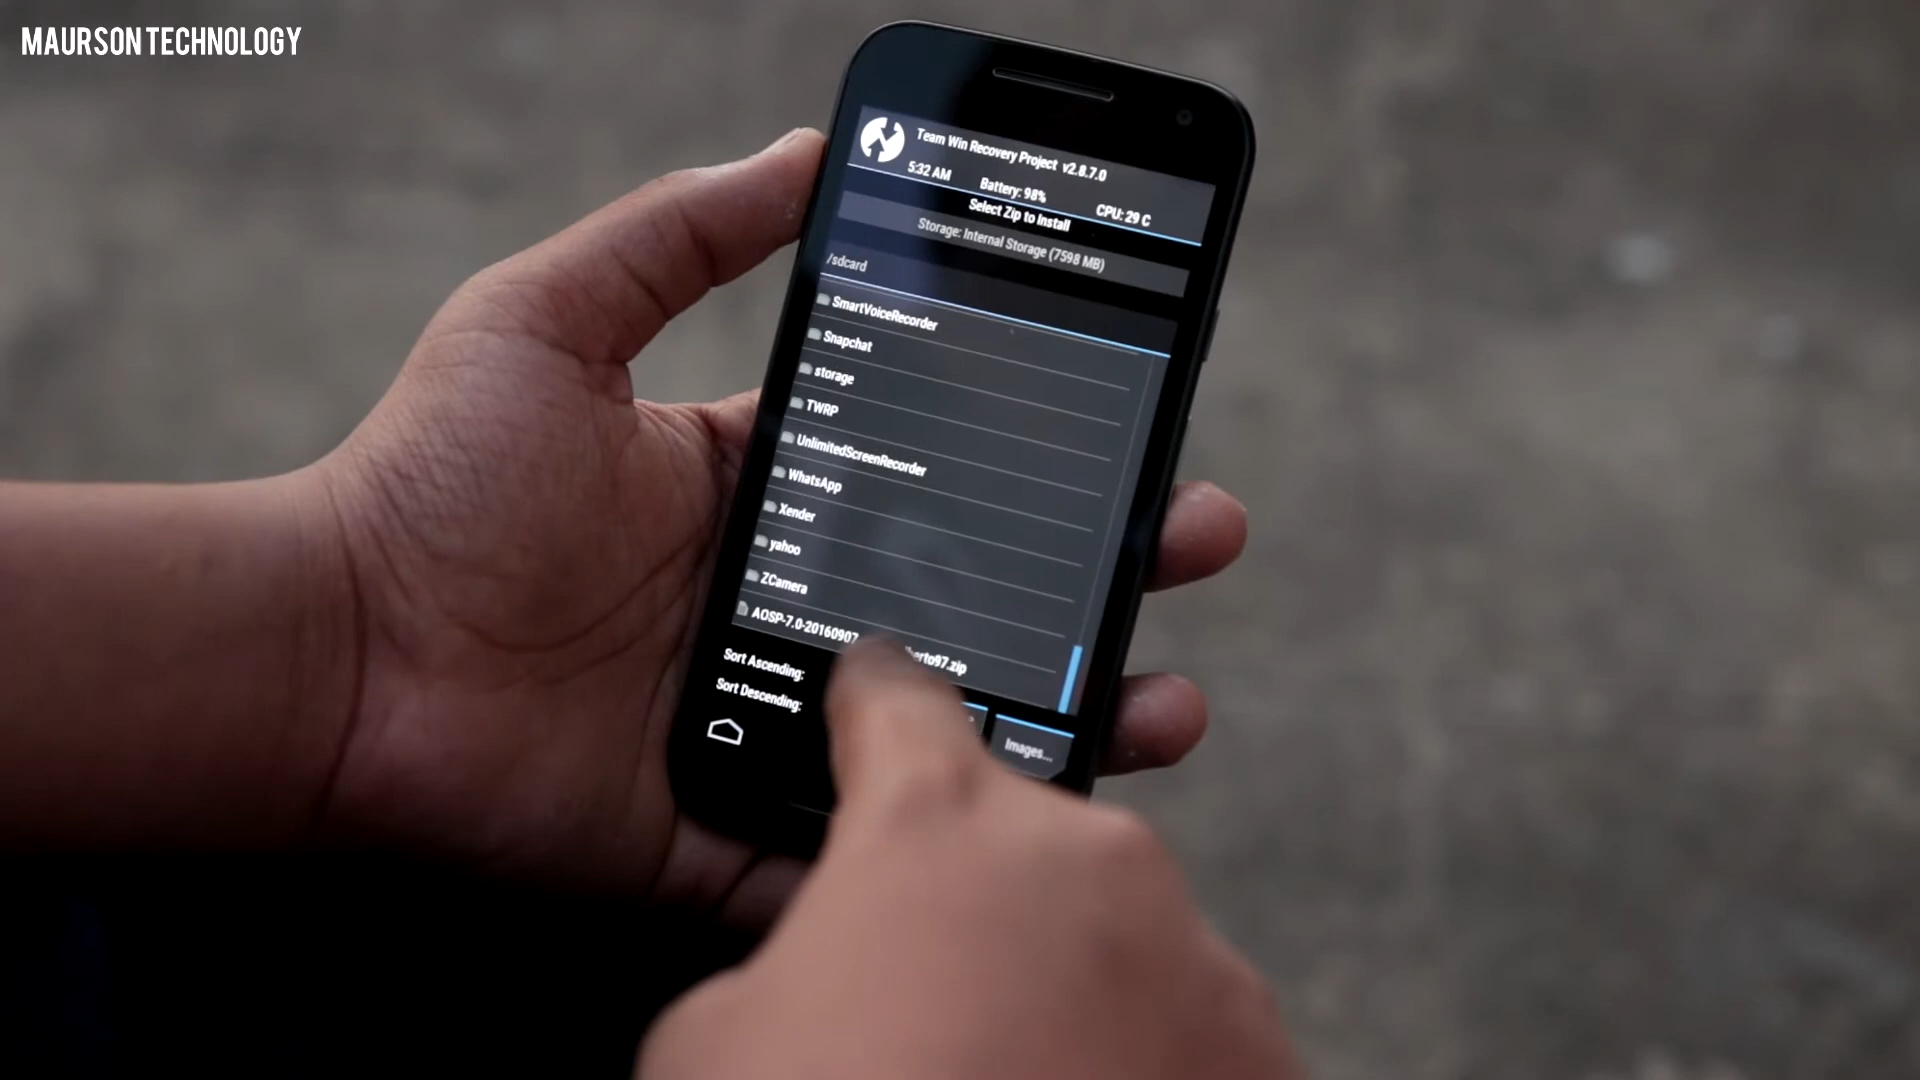 MAURSON TECHNOLOGY
Team Win Recovery Project v2.8.7.0
5:32 AM Battery: 98% CPU: 29 C
Select Zip to Install
Storage: Internal Storage (7598 MB)
/sdcard
SmartVoiceRecorder
Snapchat
storage
TWRP
UnlimitedScreenRecorder
WhatsApp
Xender
yahoo
ZCamera
AOSP-7.0-20160907 erto97.zip
Sort Ascending:
Sort Descending:
Images...